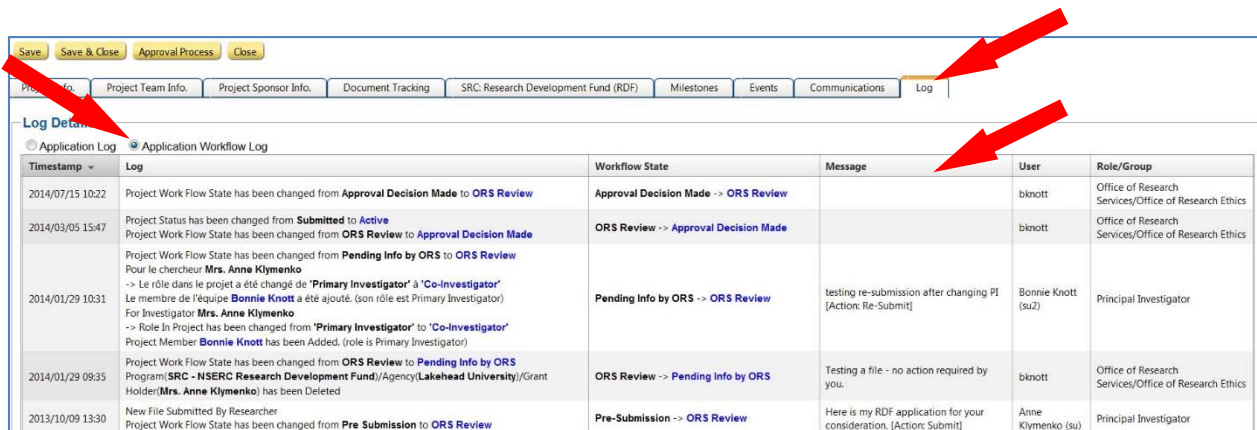 Save Save & Close Approval Process Close
Project Team Info. Project Sponsor Info. Document Tracking SRC: Research Development Fund (RDF) Milestones Events Communications Log
Log
Application Log Application Workflow Log
Timestamp Log Workflow State Message User Role/Group
2014/07/15 10:22 Project Work Flow State has been changed from Approval Decision Made to ORS Review Approval Decision Made -> ORS Review bknott Office of Research
Services/Office of Research Ethics
2014/03/05 15:47 Project Status has been changed from Submitted to Active
Project Work Flow State has been changed from ORS Review to Approval Decision Made
ORS Review -> Approval Decision Made bknott Office of Research
Services/Office of Research Ethics
2014/01/29 10:31 Project Work Flow State has been changed from Pending Info by ORS to ORS Review
Pour le chercheur Mrs. Anne Klymenko
-> Le rôle dans le projet a été changé de 'Primary Investigator' à 'Co-Investigator'
Le membre de l'équipe Bonnie Knott a été ajouté. (son rôle est Primary Investigator)
For Investigator Mrs. Anne Klymenko
-> Role In Project has been changed from 'Primary Investigator' to 'Co-Investigator'
Project Member Bonnie Knott has been Added. (role is Primary Investigator)
Pending Info by ORS -> ORS Review
testing re-submission after changing PI
[Action: Re-Submit]
Bonnie Knott
(su2)
Principal Investigator
2014/01/29 09:35 Project Work Flow State has been changed from ORS Review to Pending Info by ORS
Program(SRC - NSERC Research Development Fund)/Agency(Lakehead University)/Grant
Holder(Mrs. Anne Klymenko) has been Deleted
ORS Review -> Pending Info by ORS
Testing a file - no action required by
you.
bknott
Office of Research
Services/Office of Research Ethics
2013/10/09 13:30 New File Submitted By Researcher
Project Work Flow State has been changed from Pre Submission to ORS Review
Pre-Submission -> ORS Review
Here is my RDF application for your
consideration. [Action: Submit]
Anne
Klymenko (su)
Principal Investigator